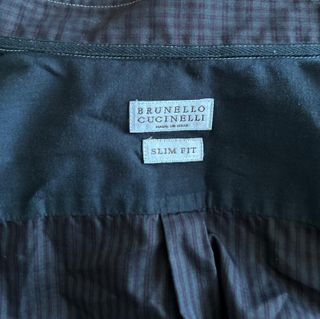 BRUNELLO
CUCINELLI
MADE IN ITALY
SLIM FIT